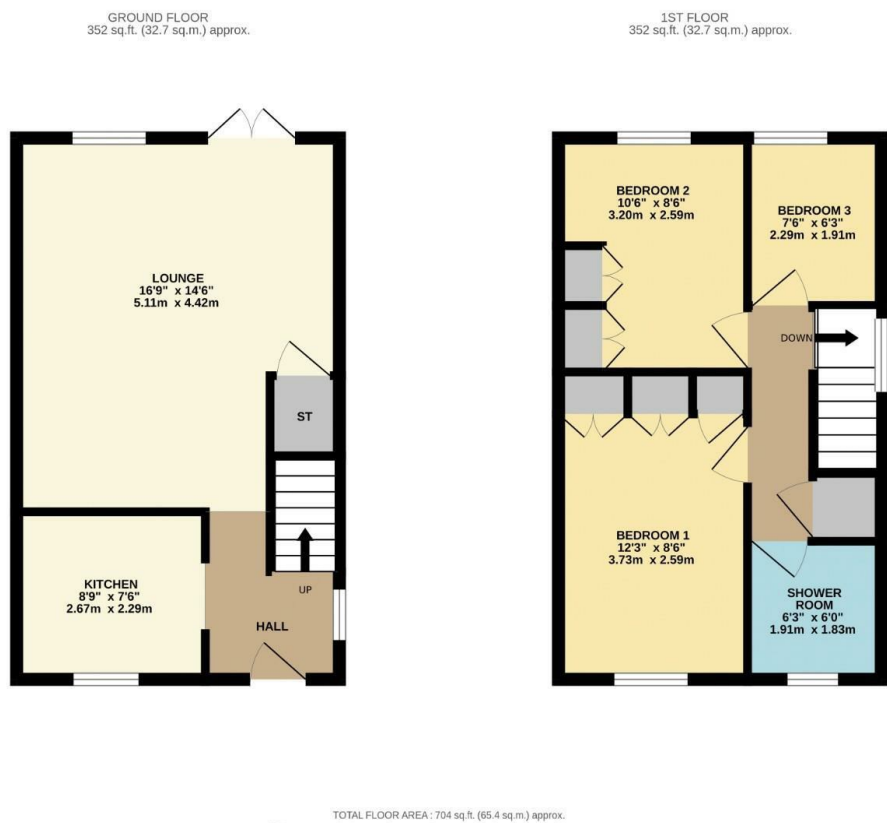 GROUND FLOOR
352 sq.ft. (32.7 sq.m.) approx.
LOUNGE
16'9" x 14'6"
5.11m x 4.42m
ST
KITCHEN
8'9" x 7'6"
2.67m x 2.29m
UP
HALL
1ST FLOOR
352 sq.ft. (32.7 sq.m.) approx.
BEDROOM 2
10'6" x 8'6"
3.20m x 2.59m
BEDROOM 3
7'6" x 6'3"
2.29m x 1.91m
DOWN
BEDROOM 1
12'3" x 8'6"
3.73m x 2.59m
SHOWER
ROOM
6'3" x 6'0"
1.91m x 1.83m
TOTAL FLOOR AREA : 704 sq.ft. (65.4 sq.m.) approx.